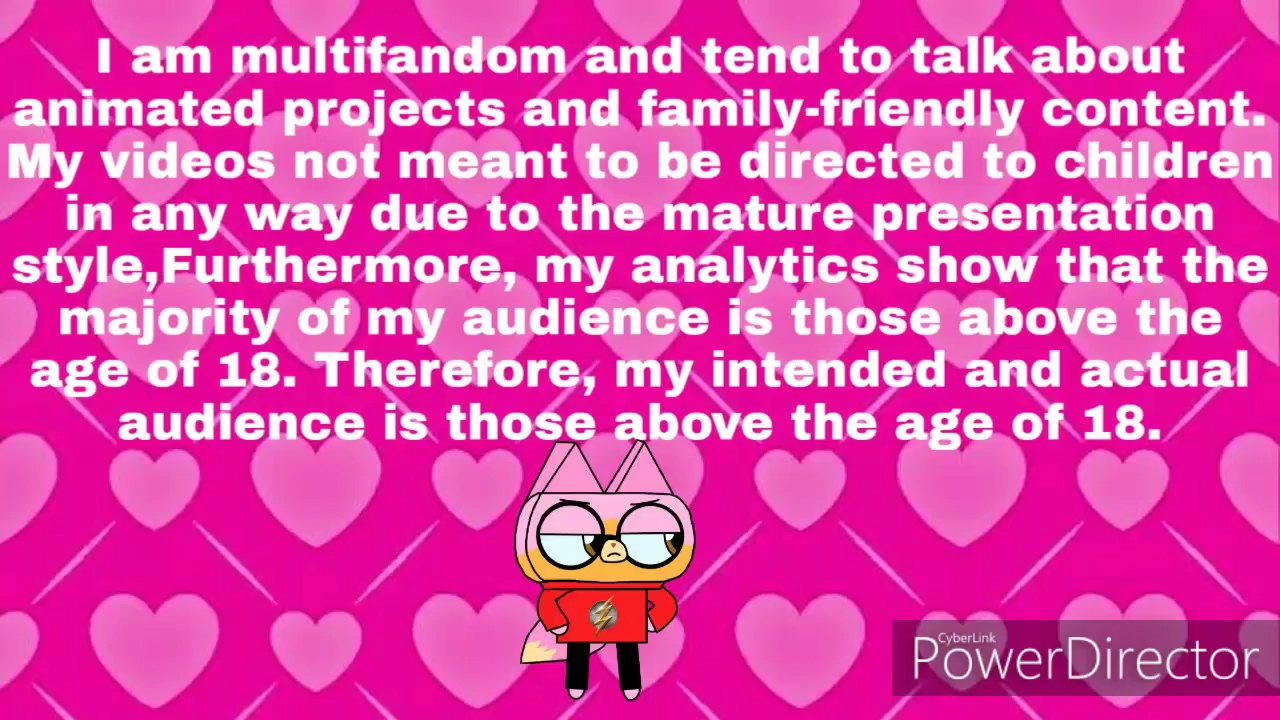 I am multifandom and tend to talk about
animated projects and family-friendly content.
My videos not meant to be directed to children
in any way due to the mature presentation
style,Furthermore, my analytics show that the
majority of my audience is those above the
age of 18. Therefore, my intended and actual
audience is those above the age of 18.
CyberLink
PowerDirector